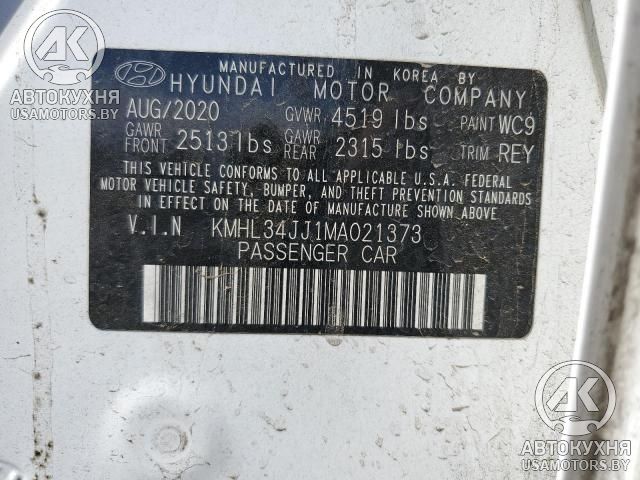 MANUFACTURED IN KOREA BY
HYUNDAI MOTOR COMPANY
AUG/2020 GVWR 4519 lbs PAINT WC9
GAWR FRONT 2513 lbs GAWR REAR 2315 lbs TRIM REY
THIS VEHICLE CONFORMS TO ALL APPLICABLE U.S.A. FEDERAL
MOTOR VEHICLE SAFETY, BUMPER, AND THEFT PREVENTION STANDARDS
IN EFFECT ON THE DATE OF MANUFACTURE SHOWN ABOVE
V.I.N KMHL34JJ1MA021373
PASSENGER CAR
АК
АВТОКУХНЯ
USAMOTORS.BY
АК
АВТОКУХНЯ
USAMOTORS.BY